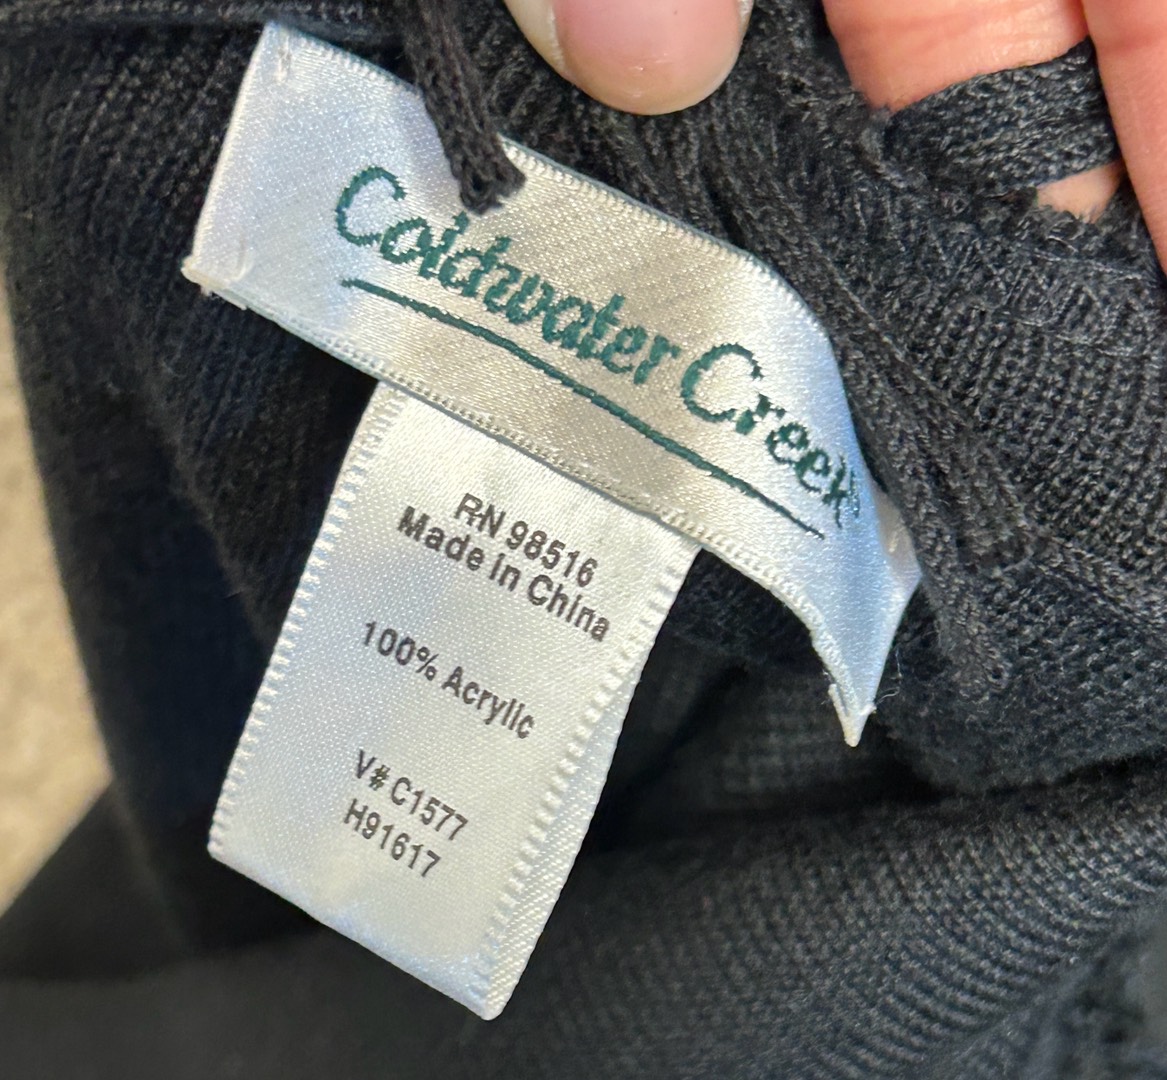 Coldwater Creek®
RN 98516
Made in China
100% Acrylic
V# C1577
H91617